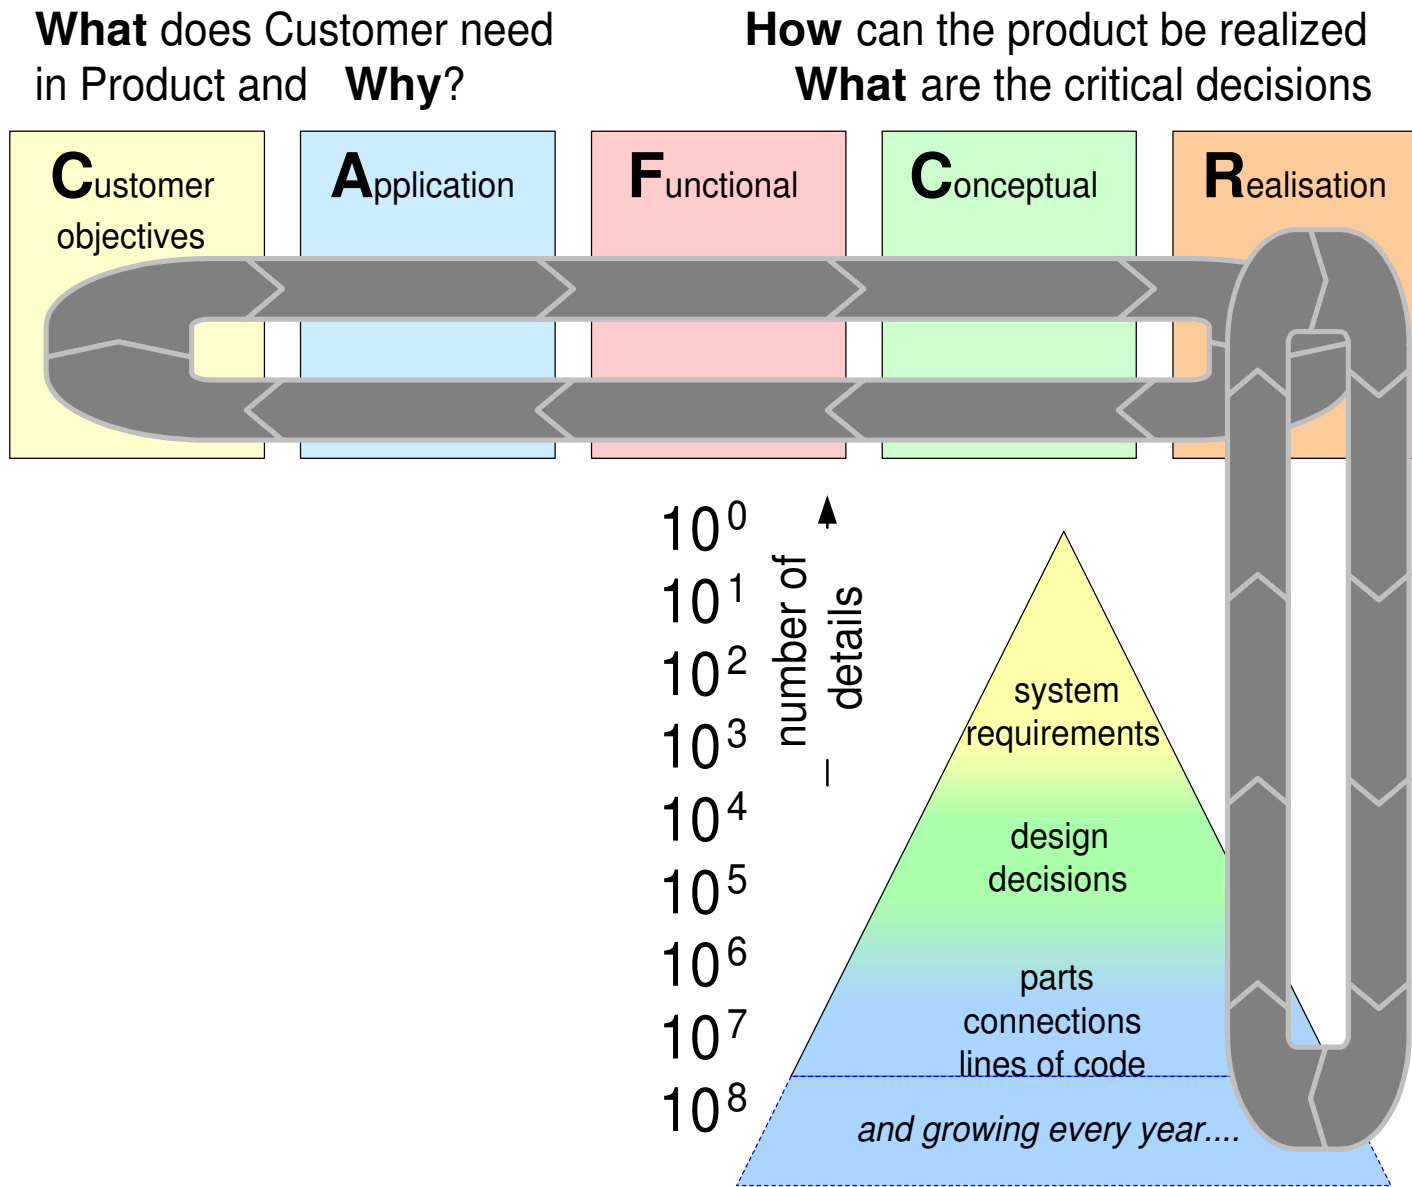 What does Customer need
in Product and Why?
How can the product be realized
What are the critical decisions
Customer
objectives
Application
Functional
Conceptual
Realisation
10^0
10^1
10^2
10^3
10^4
10^5
10^6
10^7
10^8
number of
details
system
requirements
design
decisions
parts
connections
lines of code
and growing every year....